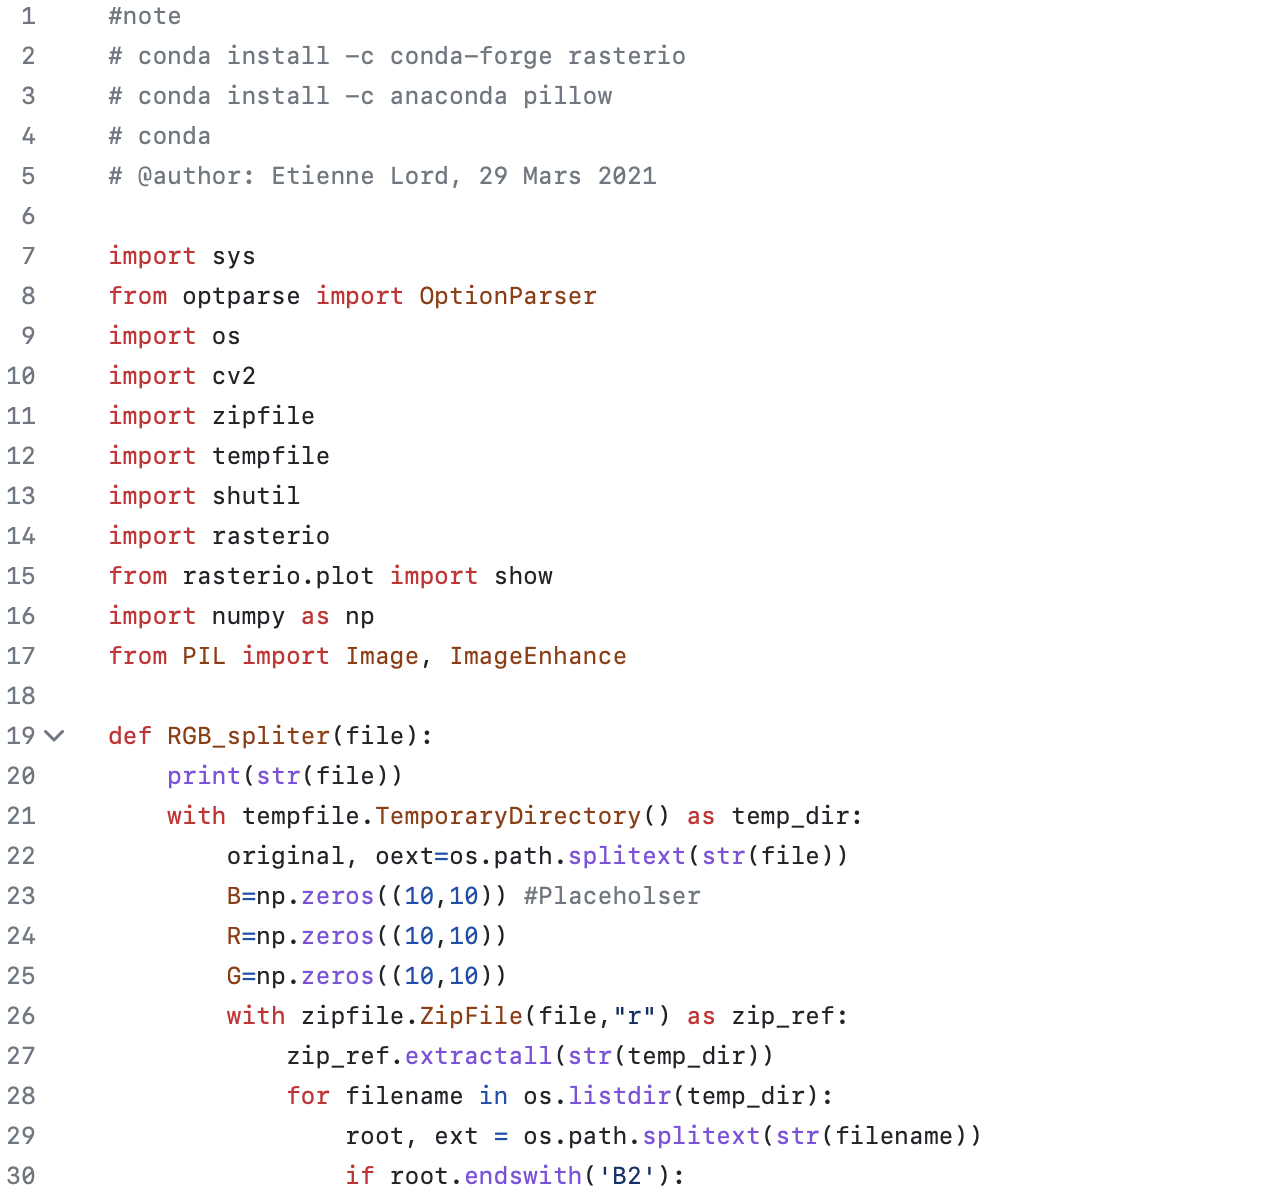 1 #note
2 # conda install -c conda-forge rasterio
3 # conda install -c anaconda pillow
4 # conda
5 # @author: Etienne Lord, 29 Mars 2021
6
7 import sys
8 from optparse import OptionParser
9 import os
10 import cv2
11 import zipfile
12 import tempfile
13 import shutil
14 import rasterio
15 from rasterio.plot import show
16 import numpy as np
17 from PIL import Image, ImageEnhance
18
19 def RGB_spliter(file):
20     print(str(file))
21     with tempfile.TemporaryDirectory() as temp_dir:
22         original, oext=os.path.splitext(str(file))
23         B=np.zeros((10,10)) #Placeholser
24         R=np.zeros((10,10))
25         G=np.zeros((10,10))
26         with zipfile.ZipFile(file,"r") as zip_ref:
27             zip_ref.extractall(str(temp_dir))
28             for filename in os.listdir(temp_dir):
29                 root, ext = os.path.splitext(str(filename))
30                 if root.endswith('B2'):